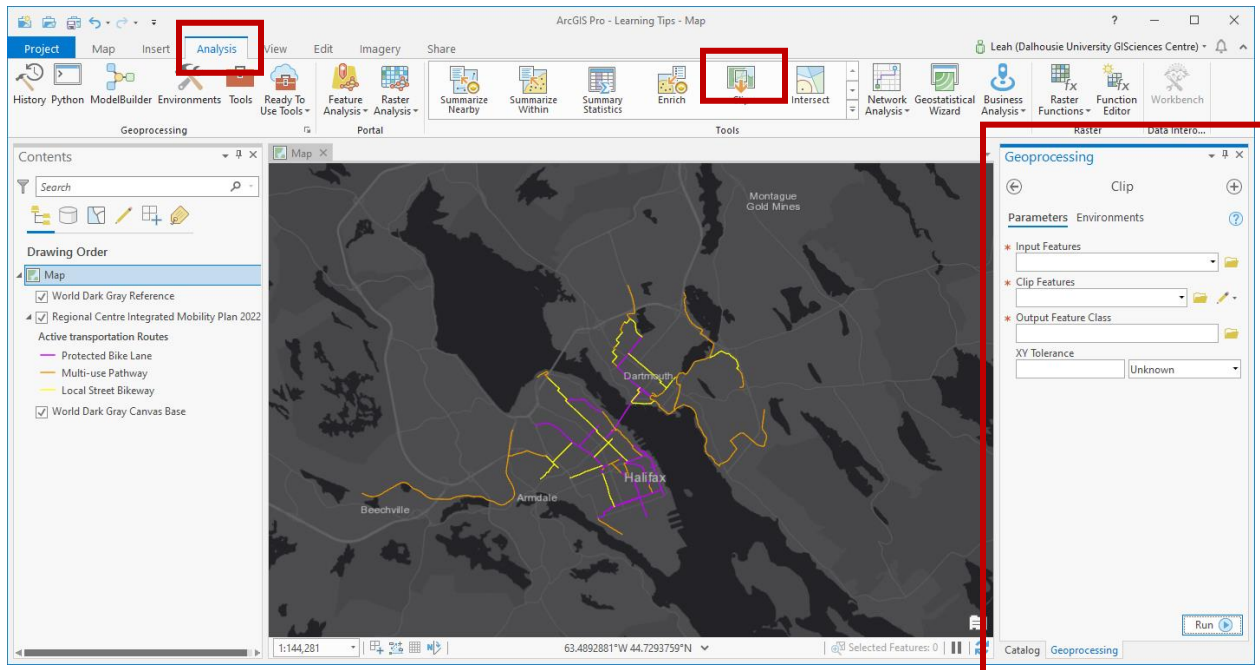 ArcGIS Pro - Learning Tips - Map
?
Project Map Insert Analysis View Edit Imagery Share
Leah (Dalhousie University GISciences Centre)
History Python ModelBuilder Environments Tools
Ready To
Use Tools
Feature
Analysis
Raster
Analysis
Summarize
Nearby
Summarize
Within
Summary
Statistics
Enrich
Intersect
Network
Analysis
Geostatistical
Wizard
Business
Analysis
Raster
Functions
Function
Editor
Workbench
Geoprocessing
Portal
Tools
Raster
Data Intero...
Contents
Search
Drawing Order
Map
World Dark Gray Reference
Regional Centre Integrated Mobility Plan 2022
Active transportation Routes
Protected Bike Lane
Multi-use Pathway
Local Street Bikeway
World Dark Gray Canvas Base
Map
Montague
Gold Mines
Dartmouth
Halifax
Armdale
Beechville
1:144,281
63.4892881°W 44.7293759°N
Selected Features: 0
Geoprocessing
Clip
Parameters Environments
?
* Input Features
* Clip Features
* Output Feature Class
XY Tolerance
Unknown
Run
Catalog Geoprocessing